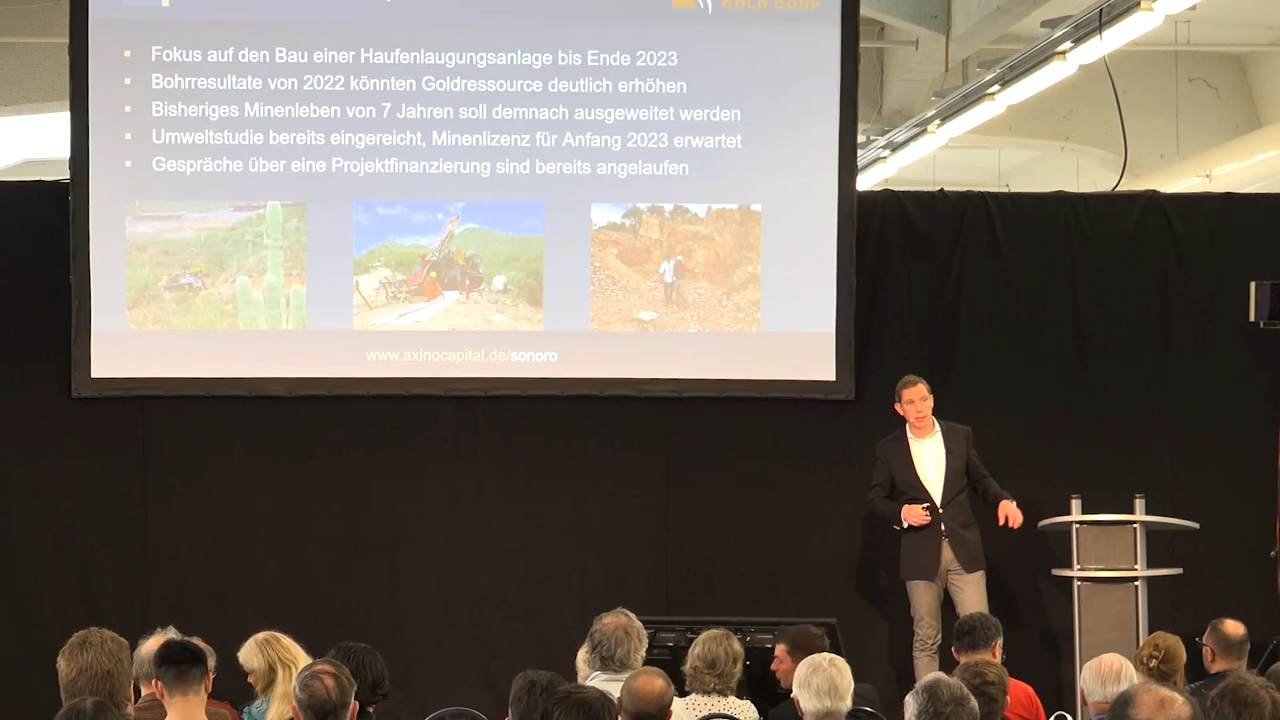 GOLD CORP
Fokus auf den Bau einer Haufenlaugungsanlage bis Ende 2023
Bohrresultate von 2022 könnten Goldressource deutlich erhöhen
Bisheriges Minenleben von 7 Jahren soll demnach ausgeweitet werden
Umweltstudie bereits eingereicht, Minenlizenz für Anfang 2023 erwartet
Gespräche über eine Projektfinanzierung sind bereits angelaufen
www.axinocapital.de/sonoro